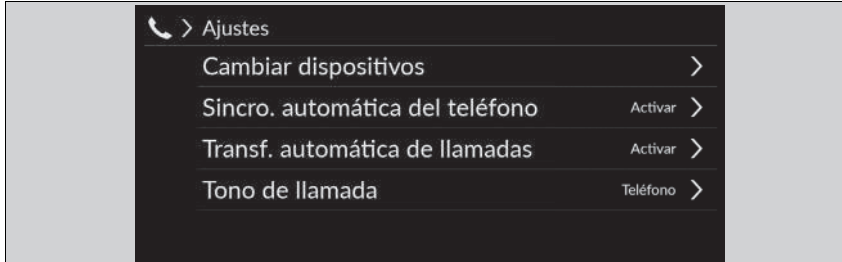 Ajustes
Cambiar dispositivos
Sincro. automática del teléfono Activar
Transf. automática de llamadas Activar
Tono de llamada Teléfono